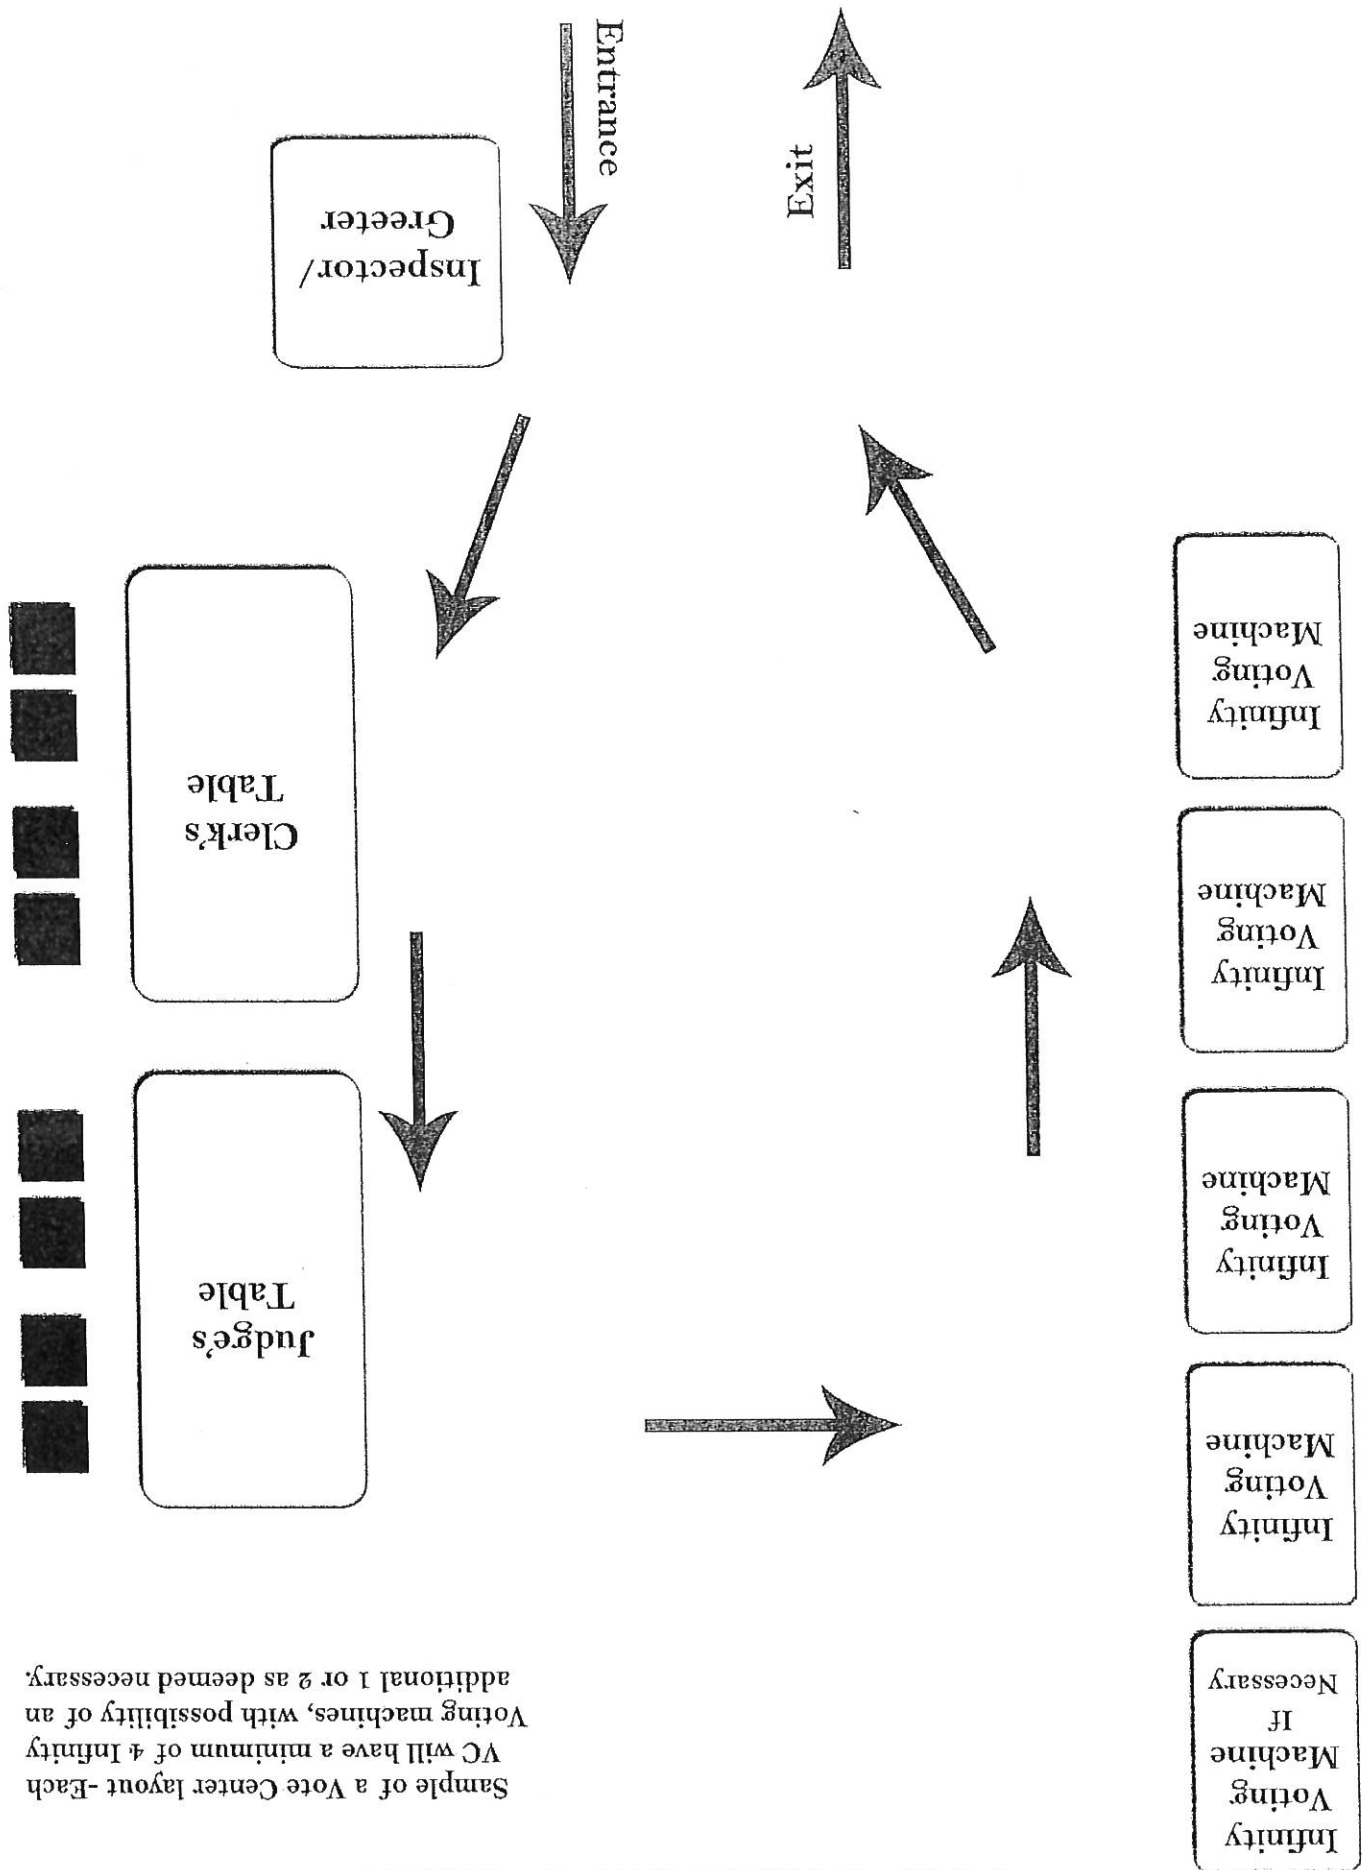 Sample of a Vote Center layout -Each
VC will have a minimum of 4 Infinity
Voting machines, with possibility of an
additional 1 or 2 as deemed necessary.
Infinity
Voting
Machine
If
Necessary
Infinity
Voting
Machine
Infinity
Voting
Machine
Infinity
Voting
Machine
Infinity
Voting
Machine
Judge's
Table
Clerk's
Table
Inspector/
Greeter
Exit
Entrance